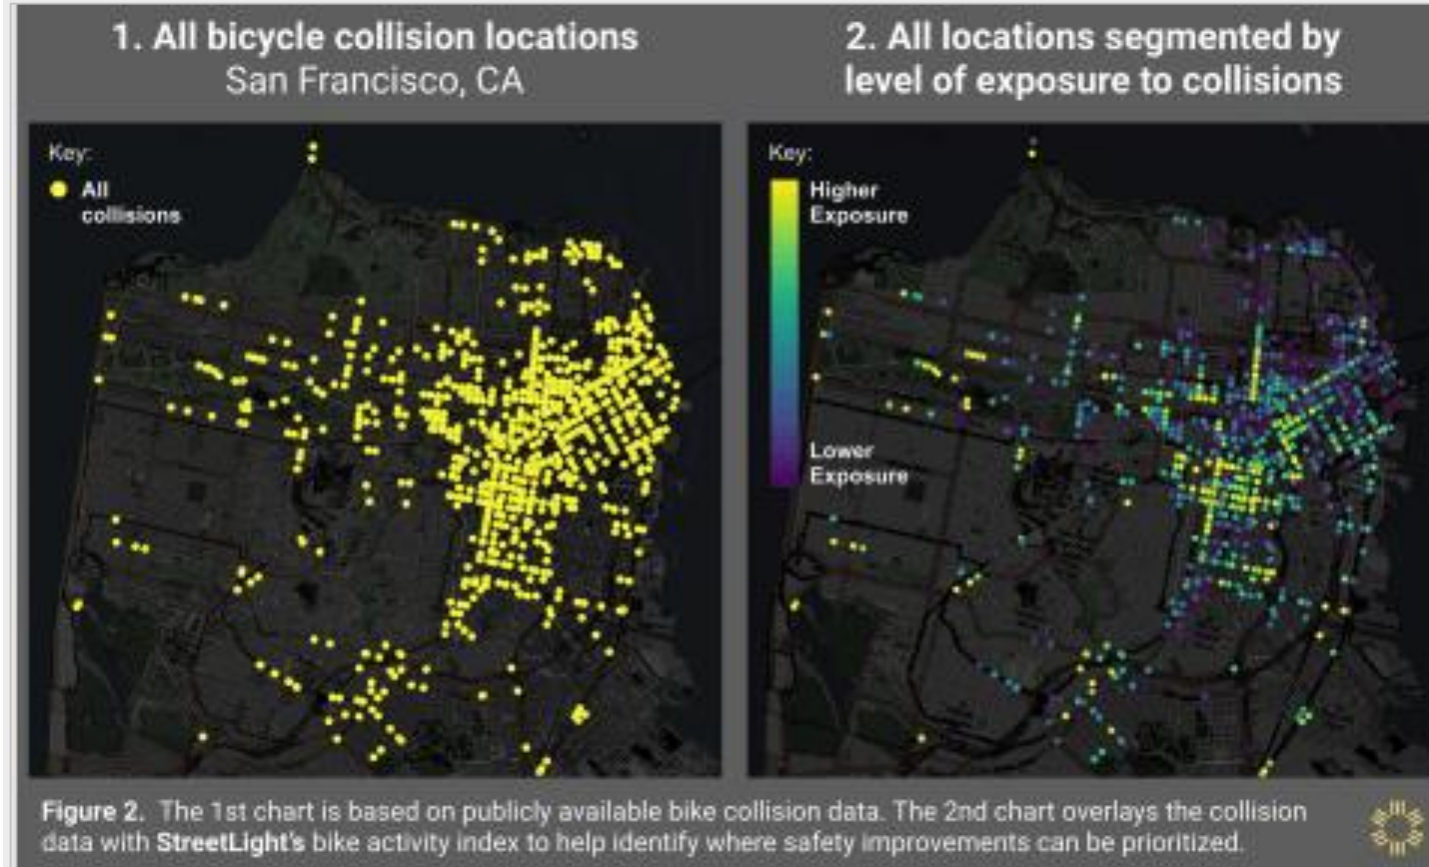 1. All bicycle collision locations
San Francisco, CA
Key:
All
collisions
2. All locations segmented by
level of exposure to collisions
Key:
Higher
Exposure
Lower
Exposure
Figure 2. The 1st chart is based on publicly available bike collision data. The 2nd chart overlays the collision
data with StreetLight's bike activity index to help identify where safety improvements can be prioritized.